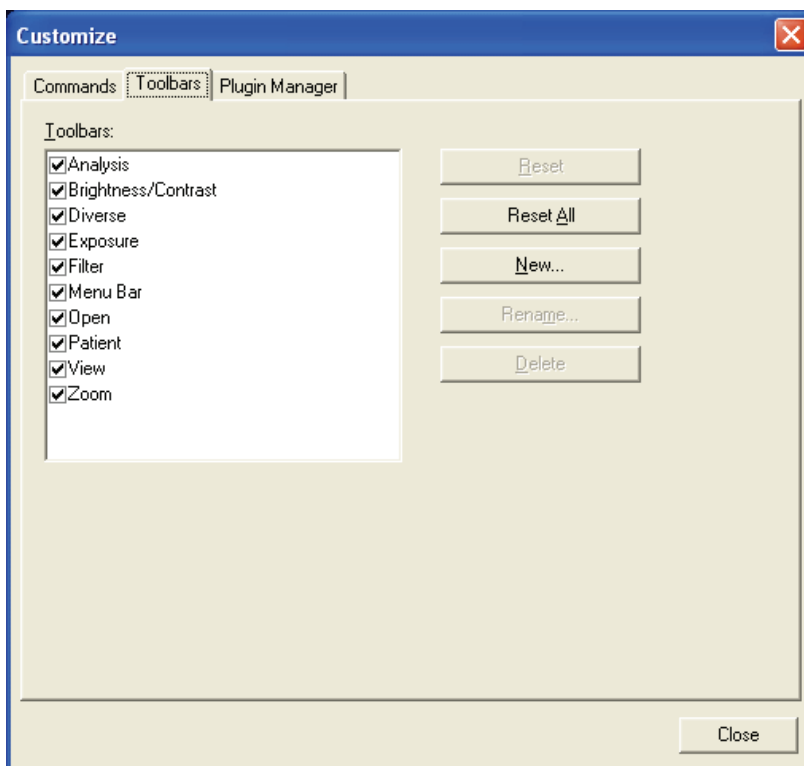 Customize
Commands Toolbars Plugin Manager
Toolbars:
Analysis
Brightness/Contrast
Diverse
Exposure
Filter
Menu Bar
Open
Patient
View
Zoom
Reset
Reset All
New...
Rename...
Delete
Close